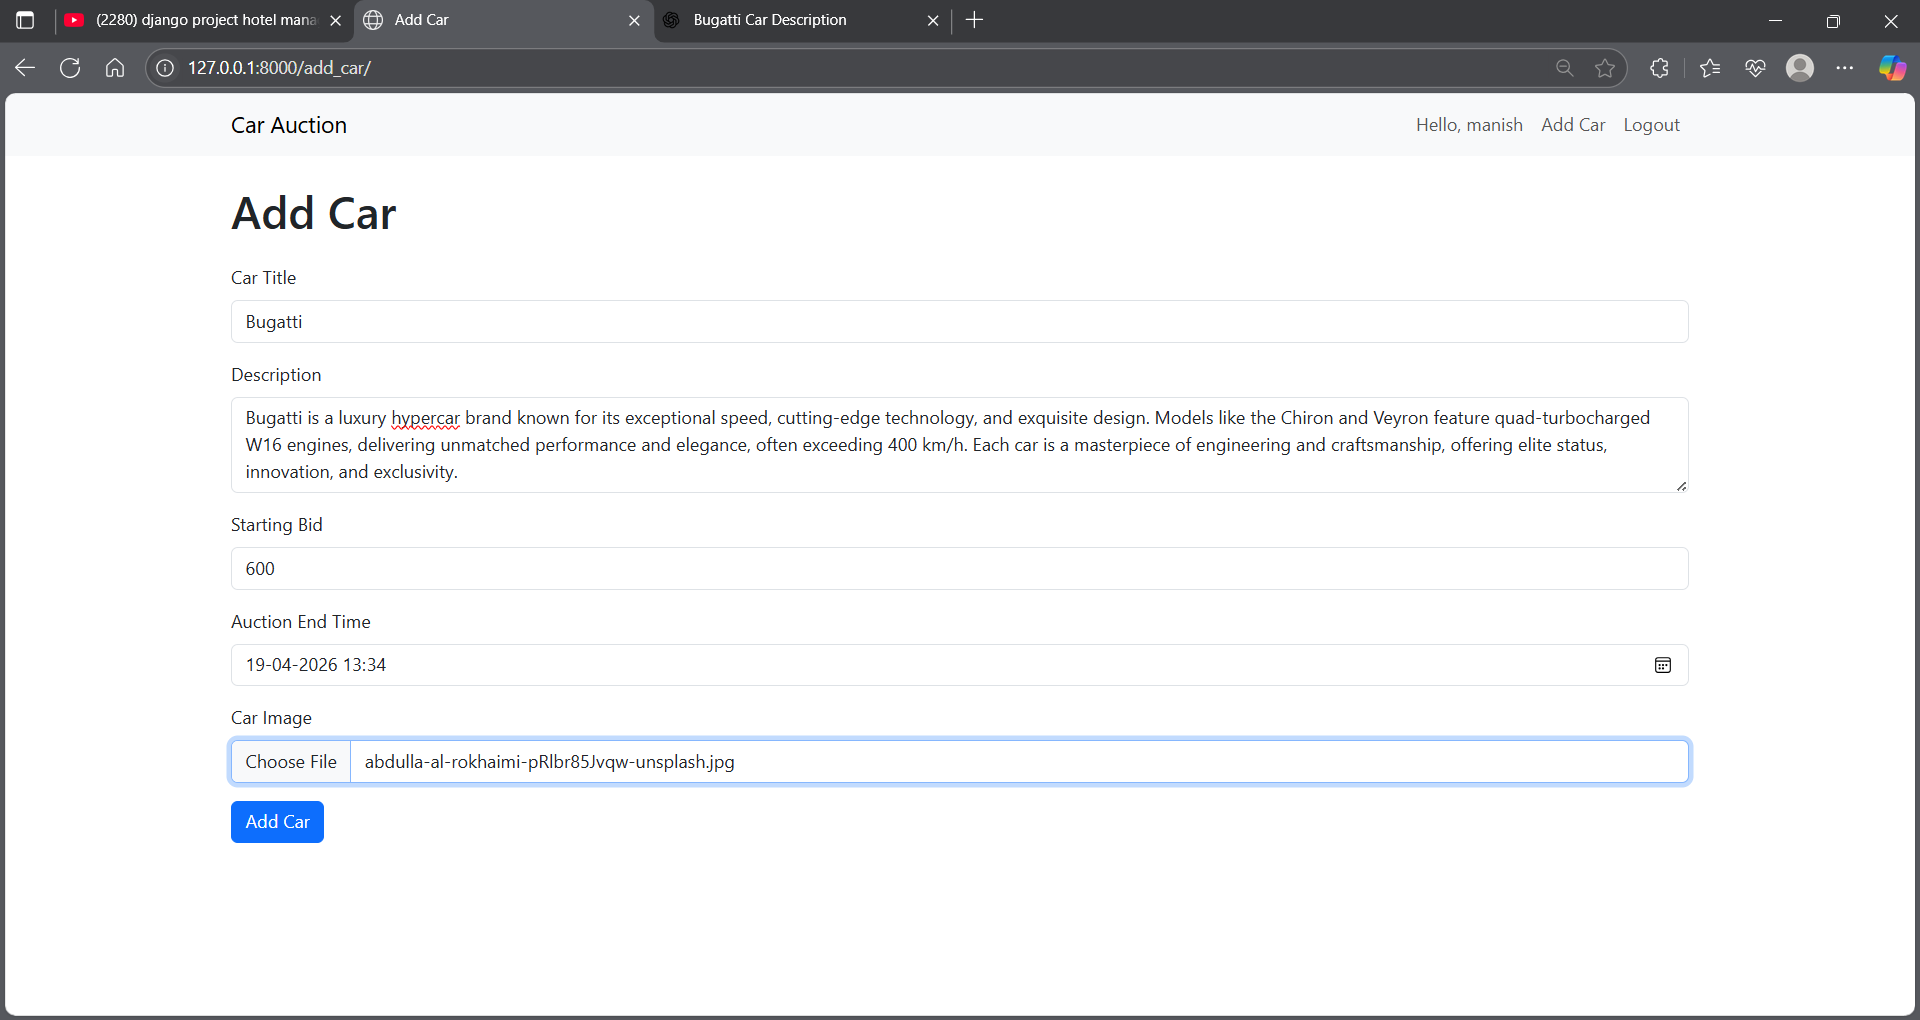 (2280) django project hotel mana
Add Car
Bugatti Car Description
127.0.0.1:8000/add_car/
Car Auction
Hello, manish
Add Car
Logout
Add Car
Car Title
Bugatti
Description
Bugatti is a luxury hypercar brand known for its exceptional speed, cutting-edge technology, and exquisite design. Models like the Chiron and Veyron feature quad-turbocharged
W16 engines, delivering unmatched performance and elegance, often exceeding 400 km/h. Each car is a masterpiece of engineering and craftsmanship, offering elite status,
innovation, and exclusivity.
Starting Bid
600
Auction End Time
19-04-2026 13:34
Car Image
Choose File
abdulla-al-rokhaimi-pRlbr85Jvqw-unsplash.jpg
Add Car